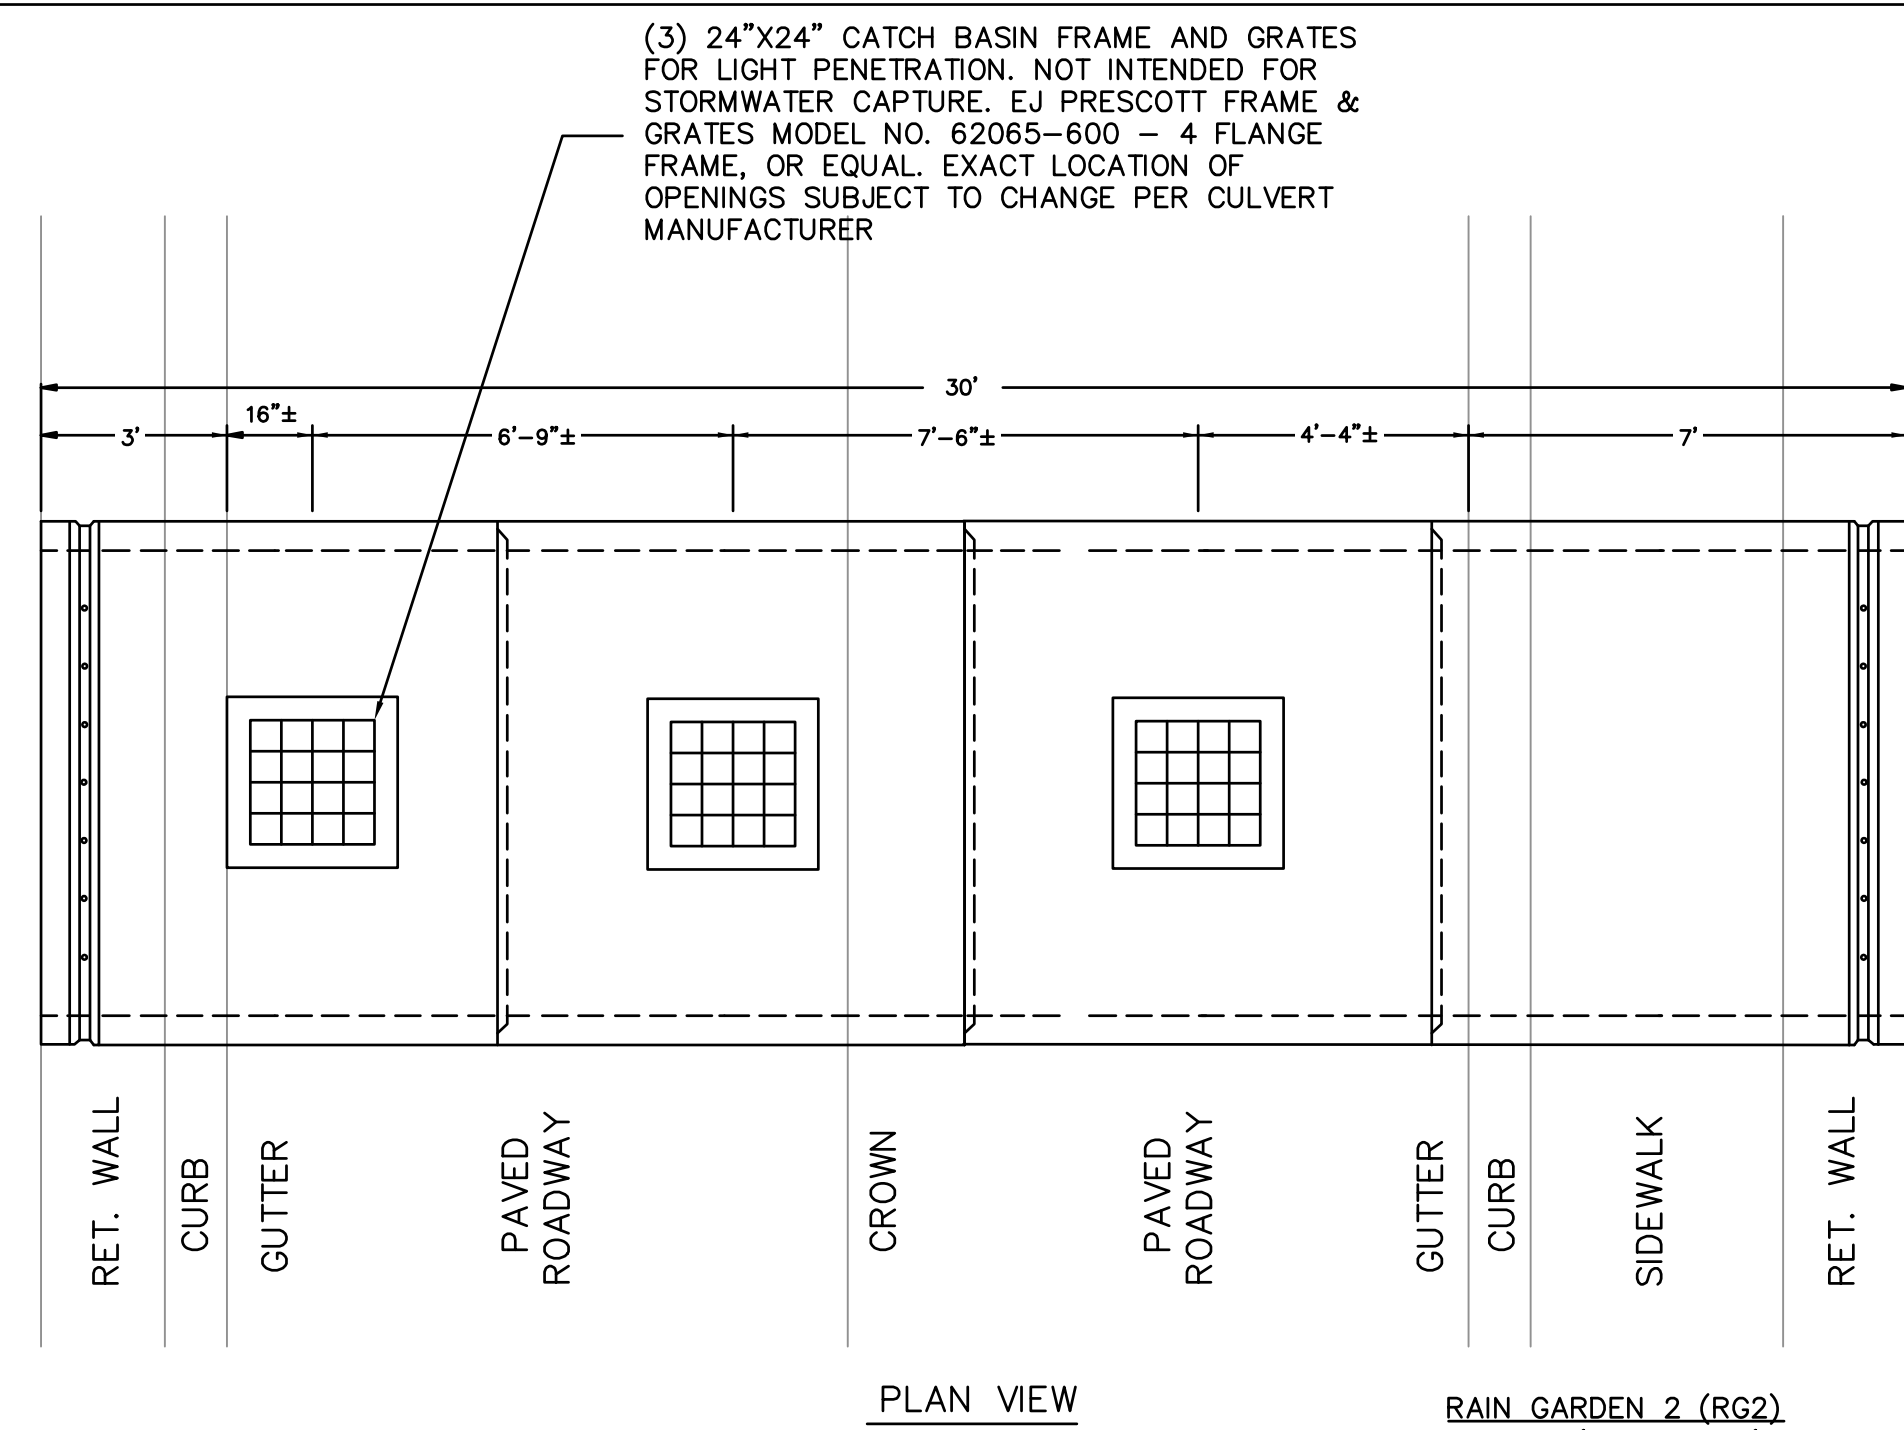 (3) 24"X24" CATCH BASIN FRAME AND GRATES
FOR LIGHT PENETRATION. NOT INTENDED FOR
STORMWATER CAPTURE. EJ PRESCOTT FRAME &
GRATES MODEL NO. 62065-600 - 4 FLANGE
FRAME, OR EQUAL. EXACT LOCATION OF
OPENINGS SUBJECT TO CHANGE PER CULVERT
MANUFACTURER
30'
16"±
3'
6'-9"±
7'-6"±
4'-4"±
7'
RET. WALL
CURB
GUTTER
PAVED
ROADWAY
CROWN
PAVED
ROADWAY
GUTTER
CURB
SIDEWALK
RET. WALL
PLAN VIEW
RAIN GARDEN 2 (RG2)